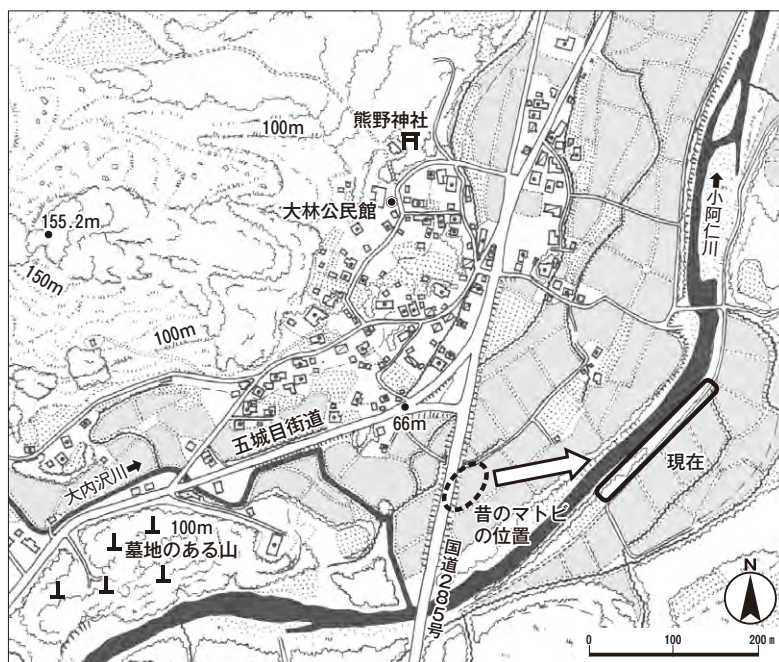 100m
熊野神社
大林公民館
155.2m
150m
100m
小阿仁川
五城目街道
66m
大内沢川
現在
昔のマトビ
の位置
100m
墓地のある山
国道285号
N
0 100 200 m